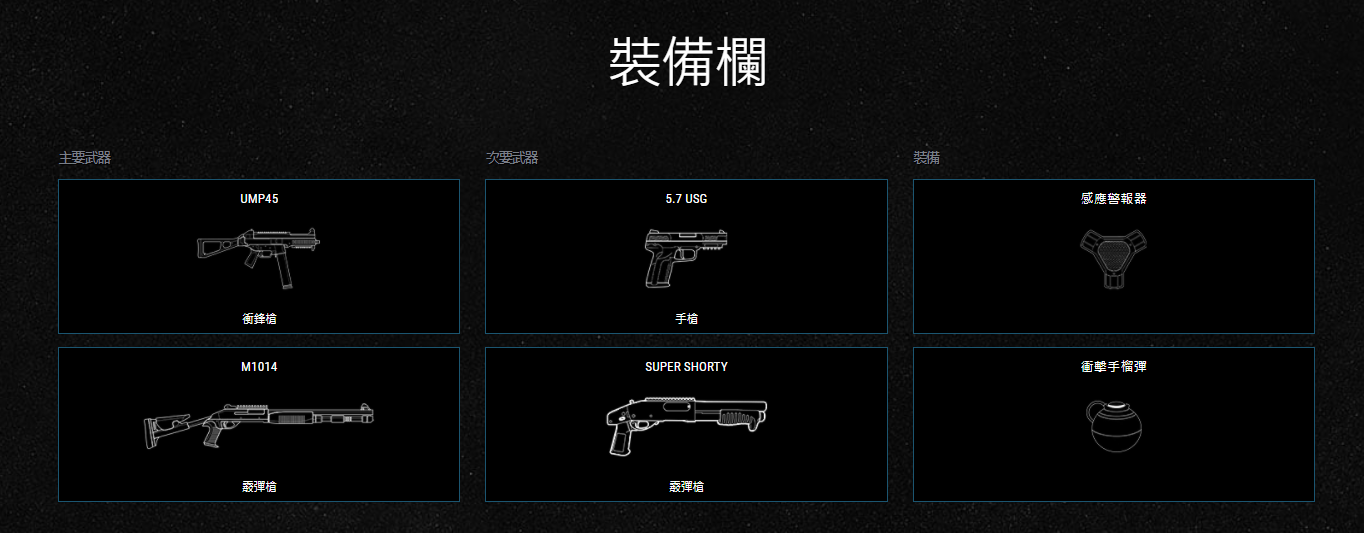 裝備欄
主要武器
次要武器
裝備
UMP45
5.7 USG
感應警報器
衝鋒槍
手槍
M1014
SUPER SHORTY
衝擊手榴彈
霰彈槍
霰彈槍